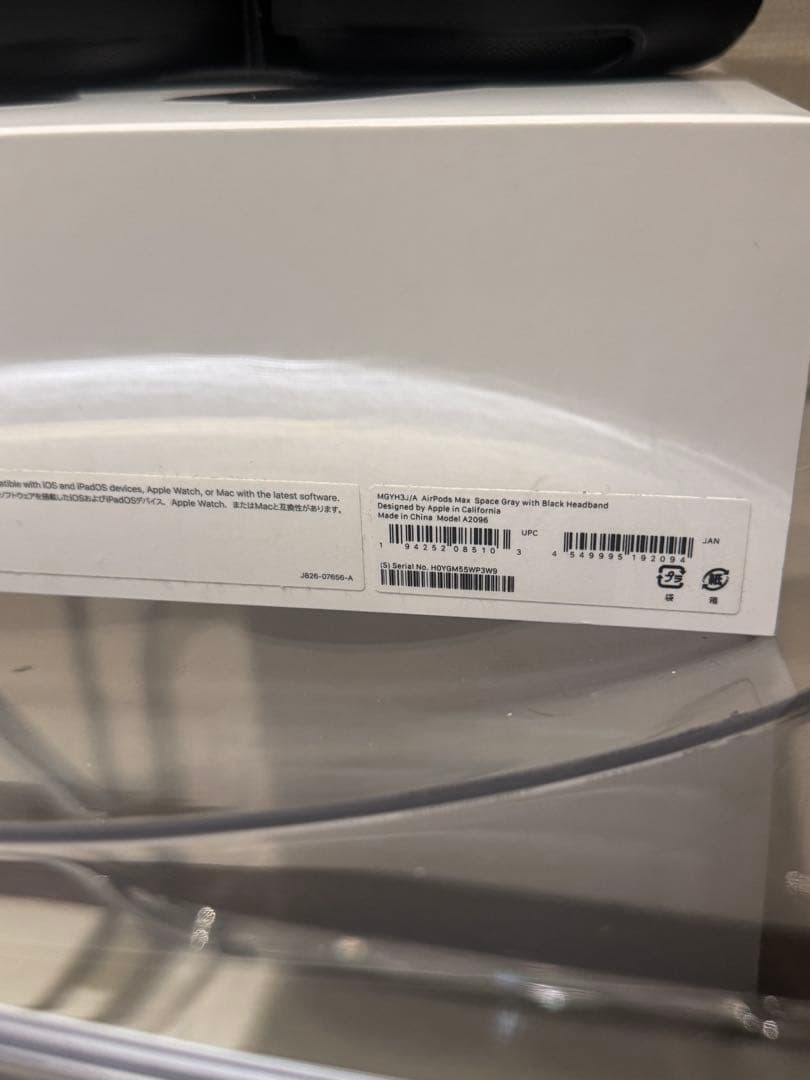 atible with iOS and iPadOS devices, Apple Watch, or Mac with the latest software.
ソフトウェアを搭載したiOSおよびiPadOSデバイス、Apple Watch、またはMacと互換性があります。
J826-07656-A
MGYH3J/A AirPods Max Space Gray with Black Headband
Designed by Apple in California
Made in China Model A2096
UPC
1 94252 08510 3
JAN
4 549995 192094
(S) Serial No. H0YGM55WP3W9
プラ
袋
紙
箱